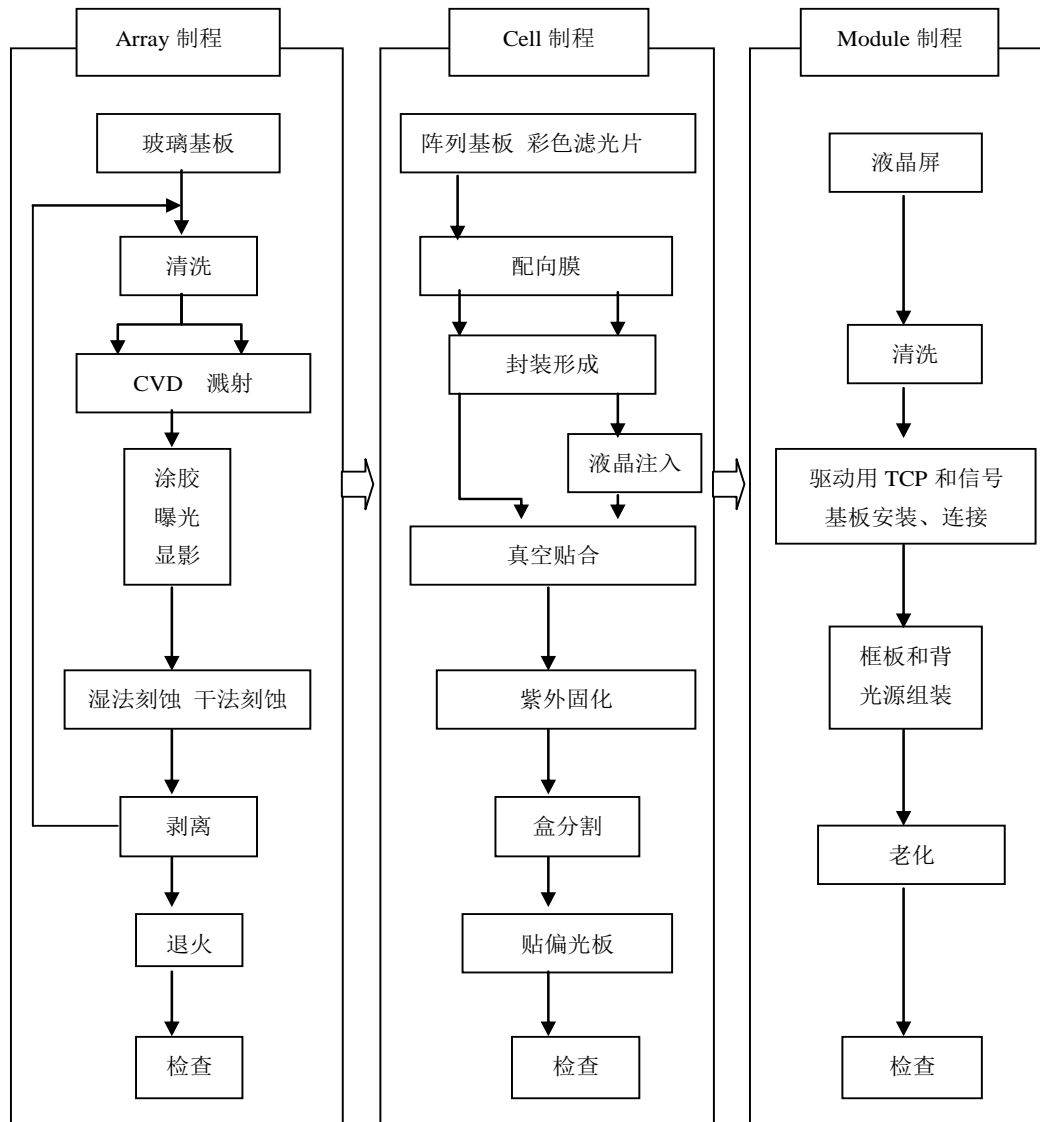 Array 制程
玻璃基板
清洗
CVD 溅射
涂胶
曝光
显影
湿法刻蚀 干法刻蚀
剥离
退火
检查
Cell 制程
阵列基板 彩色滤光片
配向膜
封装形成
液晶注入
真空贴合
紫外固化
盒分割
贴偏光板
检查
Module 制程
液晶屏
清洗
驱动用 TCP 和信号
基板安装、连接
框板和背
光源组装
老化
检查